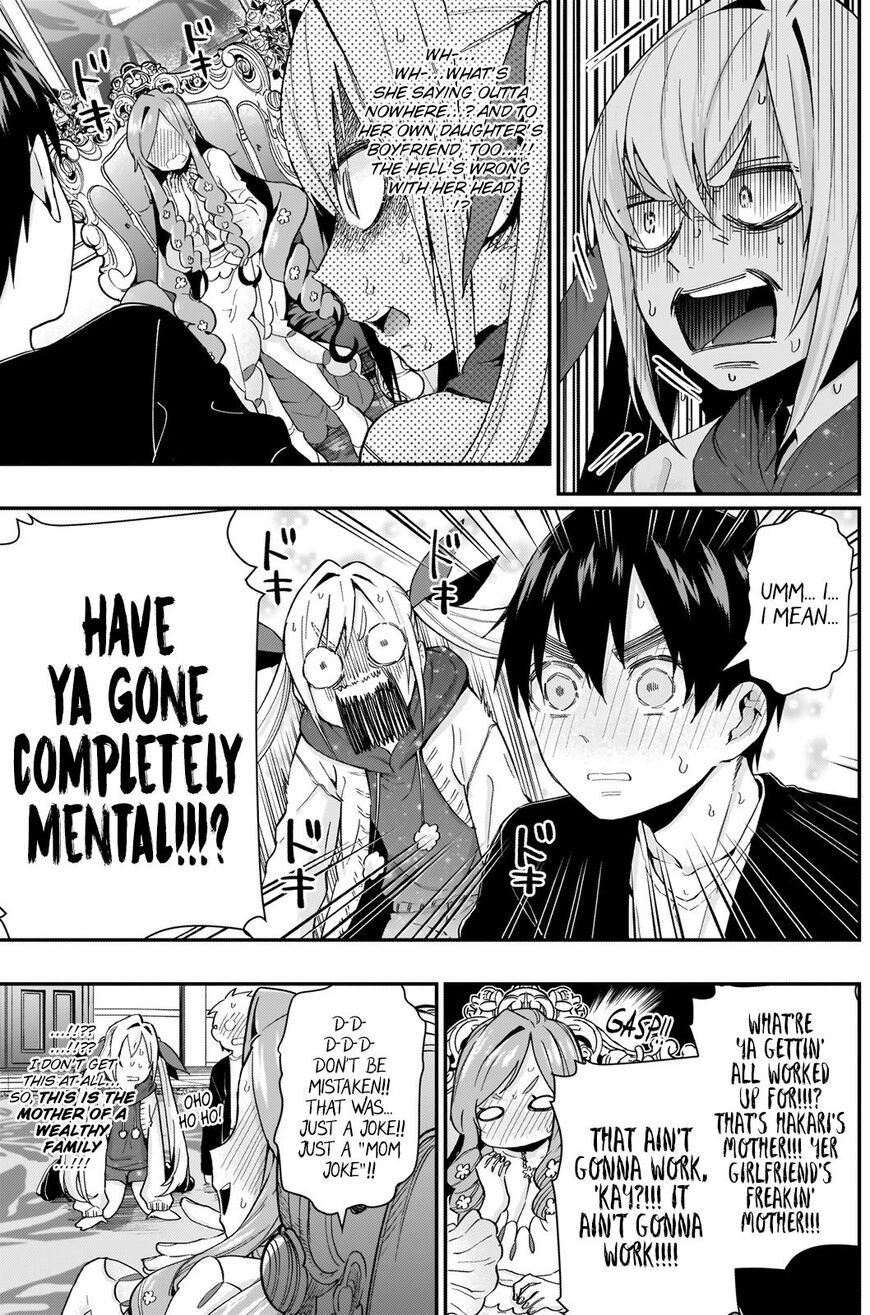 WH-...
WH-...WHAT'S
SHE SAYING OUTTA
NOWHERE..!? AND TO
HER OWN DAUGHTER'S
BOYFRIEND, TOO...!!
THE HELL'S WRONG
WITH HER HEAD
...!?
ドキ
ドキ
UMM... I...
I MEAN...
ドキ
ドキ
ドキ
HAVE
YA GONE
COMPLETELY
MENTAL!!!?
WHAT'RE
'YA GETTIN'
ALL WORKED
UP FOR!!!?
THAT'S HAKARI'S
MOTHER!!! YER
GIRLFRIEND'S
FREAKIN'
MOTHER!!!
GASP!!
THAT AIN'T
GONNA WORK,
'KAY?!!! IT
AIN'T GONNA
WORK!!!!
D-D-
D-D-D
DON'T BE
MISTAKEN!!
THAT WAS...
JUST A JOKE!!
JUST A "MOM
JOKE"!!
OHO
HO HO!
...!!??
...!!??
I DON'T GET
THIS AT ALL...
SO, THIS IS THE
MOTHER OF A
WEALTHY
FAMILY
...!!!